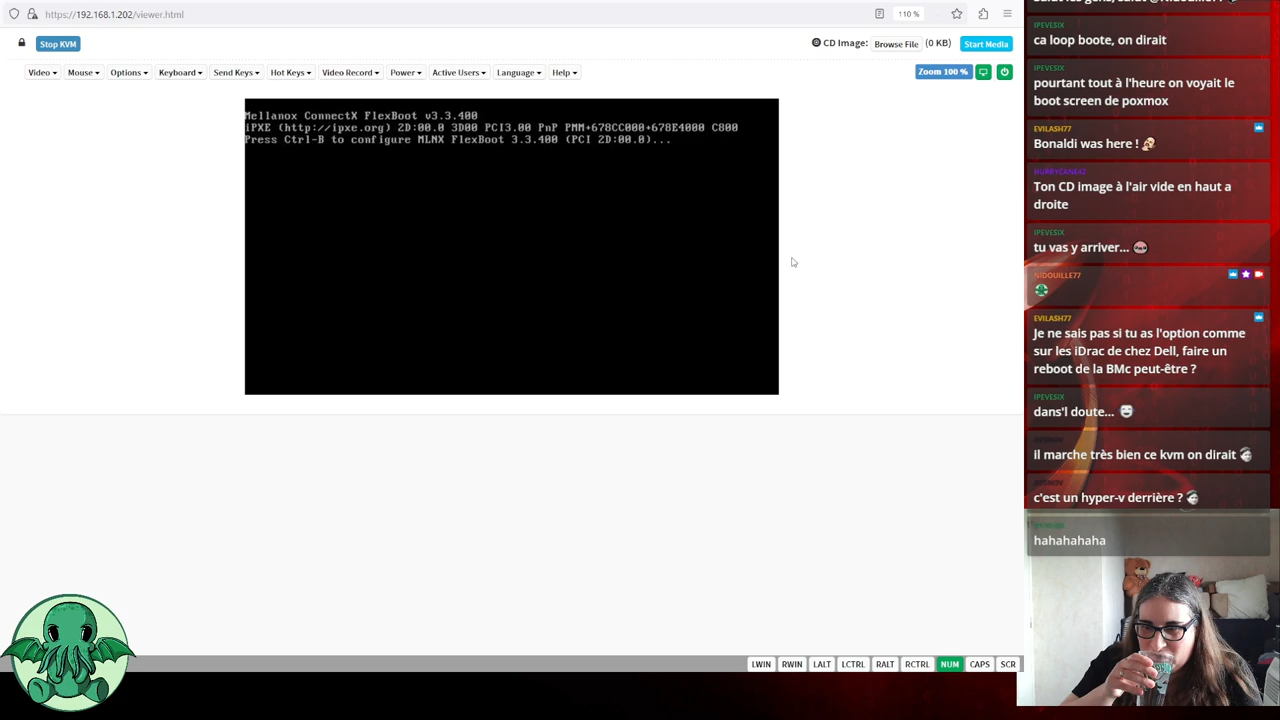 https://192.168.1.202/viewer.html
110 %
Stop KVM
CD Image:
Browse File
(0 KB)
Start Media
Video
Mouse
Options
Keyboard
Send Keys
Hot Keys
Video Record
Power
Active Users
Language
Help
Zoom 100 %
Mellanox ConnectX FlexBoot v3.3.400
iPXE (http://ipxe.org) 2D:00.0 3D00 PCI3.00 PnP PMM+678CC000+678E4000 C800
Press Ctrl-B to configure MLNX FlexBoot 3.3.400 (PCI 2D:00.0)...
LWIN
RWIN
LALT
LCTRL
RALT
RCTRL
NUM
CAPS
SCR
IPEVESIX
ca loop boote, on dirait
IPEVESIX
pourtant tout à l'heure on voyait le
boot screen de poxmox
EVILASH77
Bonaldi was here !
HURRYCANE42
Ton CD image à l'air vide en haut a
droite
IPEVESIX
tu vas y arriver...
NIDOUILLE77
EVILASH77
Je ne sais pas si tu as l'option comme
sur les iDrac de chez Dell, faire un
reboot de la BMc peut-être ?
IPEVESIX
dans'l doute...
il marche très bien ce kvm on dirait
c'est un hyper-v derrière ?
hahahahaha